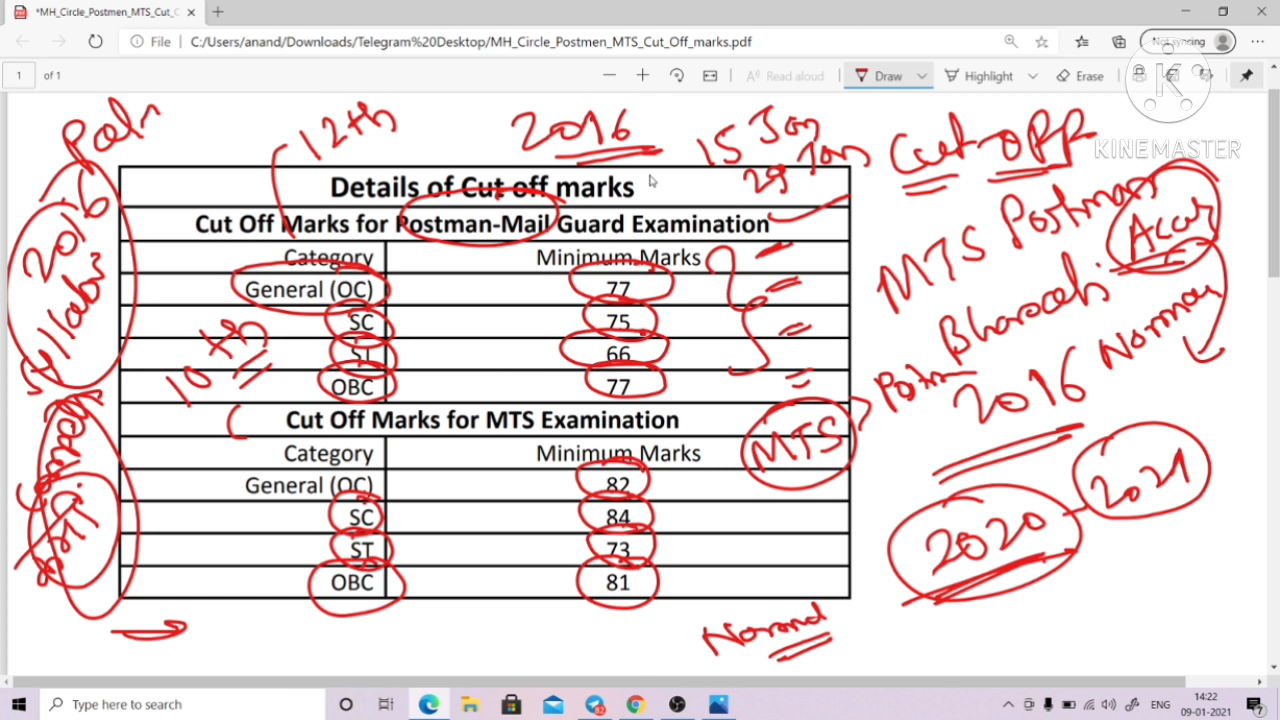 *MH_Circle_Postmen_MTS_Cut_C
File C:/Users/anand/Downloads/Telegram%20Desktop/MH_Circle_Postmen_MTS_Cut_Off_marks.pdf Not syncing
1 of 1 Read aloud Draw Highlight Erase
KINEMASTER
12th 2016 15 Jan Cut OFF
29 Jan
Details of Cut off marks
Cut Off Marks for Postman-Mail Guard Examination
MTS Postman
Category Minimum Marks
General (OC) 77
SC 75
ST 66
OBC 77
2016
10th
2016
Cut Off Marks for MTS Examination
MTS
Category Minimum Marks
General (OC) 82
SC 84
ST 73
OBC 81
2020 - 2021
Type here to search
ENG 14:22
09-01-2021